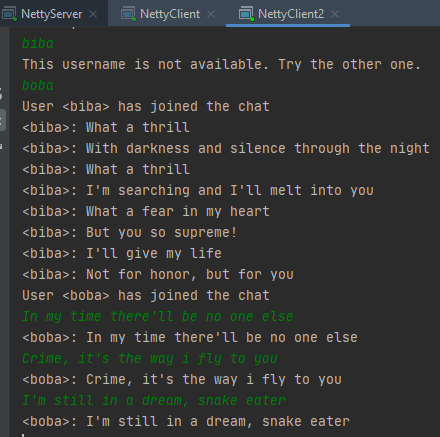 NettyServer × NettyClient × NettyClient2 ×
biba
This username is not available. Try the other one.
boba
User <biba> has joined the chat
<biba>: What a thrill
<biba>: With darkness and silence through the night
<biba>: What a thrill
<biba>: I'm searching and I'll melt into you
<biba>: What a fear in my heart
<biba>: But you so supreme!
<biba>: I'll give my life
<biba>: Not for honor, but for you
User <boba> has joined the chat
In my time there'll be no one else
<boba>: In my time there'll be no one else
Crime, it's the way i fly to you
<boba>: Crime, it's the way i fly to you
I'm still in a dream, snake eater
<boba>: I'm still in a dream, snake eater